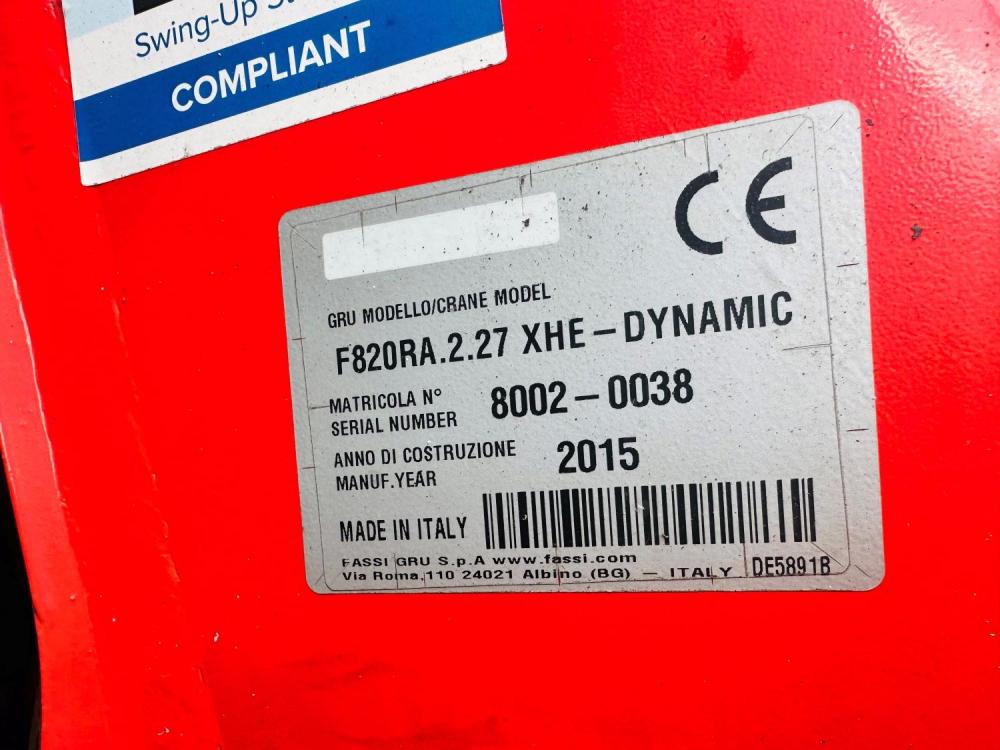 Swing-Up
COMPLIANT
CE
GRU MODELLO/CRANE MODEL
F820RA.2.27 XHE-DYNAMIC
MATRICOLA N° 8002-0038
SERIAL NUMBER
ANNO DI COSTRUZIONE 2015
MANUF.YEAR
MADE IN ITALY
FASSI GRU S.p.A www.fassi.com
Via Roma,110 24021 Albino (BG) - ITALY DE5891B